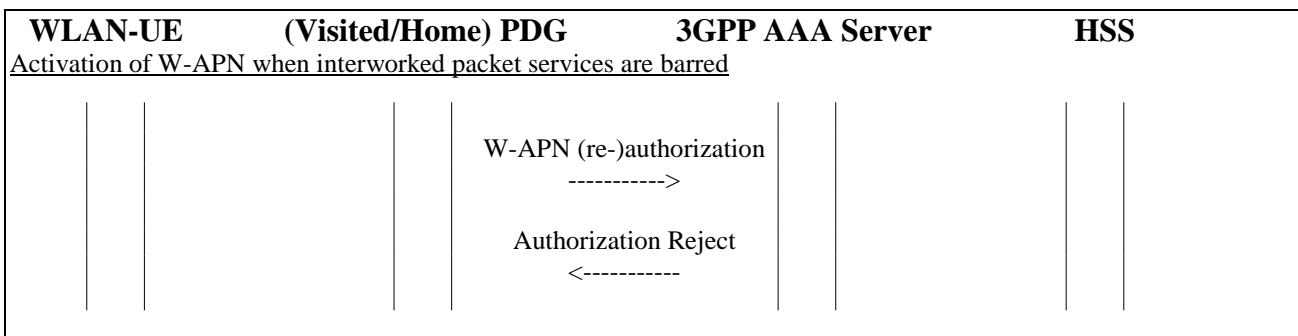 WLAN-UE (Visited/Home) PDG 3GPP AAA Server HSS
Activation of W-APN when interworked packet services are barred
W-APN (re-)authorization
----------->
Authorization Reject
<-----------